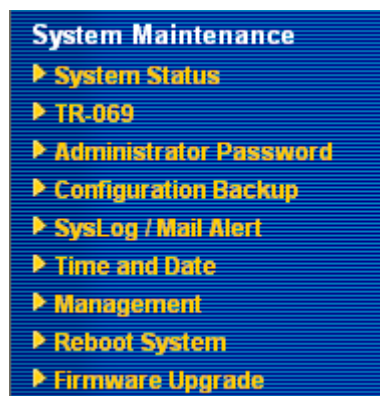 System Maintenance
System Status
TR-069
Administrator Password
Configuration Backup
SysLog / Mail Alert
Time and Date
Management
Reboot System
Firmware Upgrade